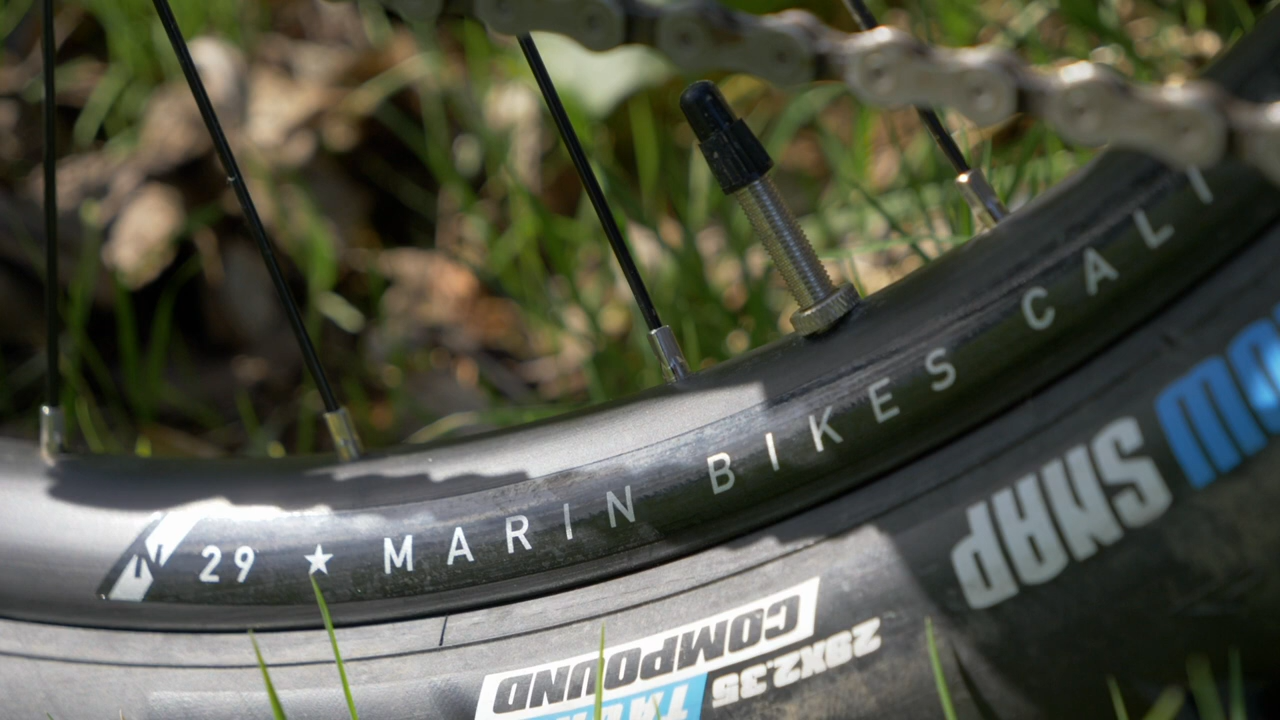 29 ★ MARIN BIKES CALI
SNAP
COMPOUND
29X2.35